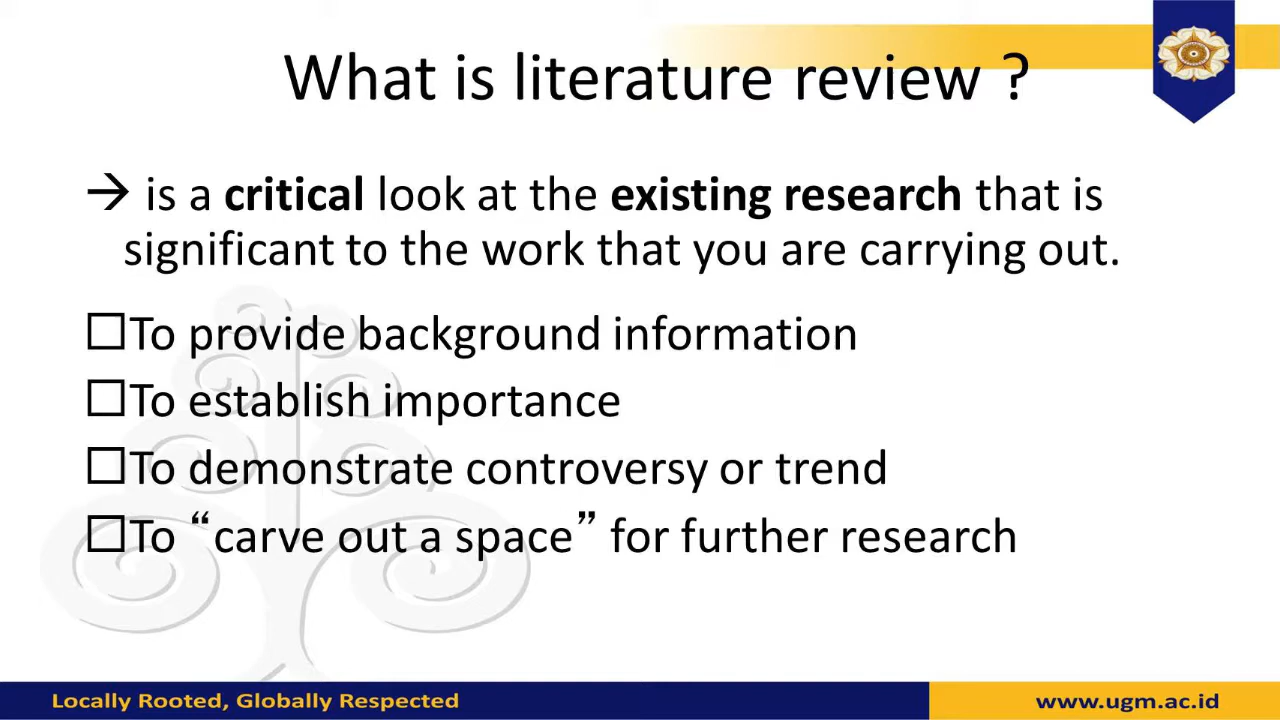 What is literature review ?
→ is a critical look at the existing research that is
significant to the work that you are carrying out.
☐To provide background information
☐To establish importance
☐To demonstrate controversy or trend
☐To “carve out a space” for further research
Locally Rooted, Globally Respected
www.ugm.ac.id